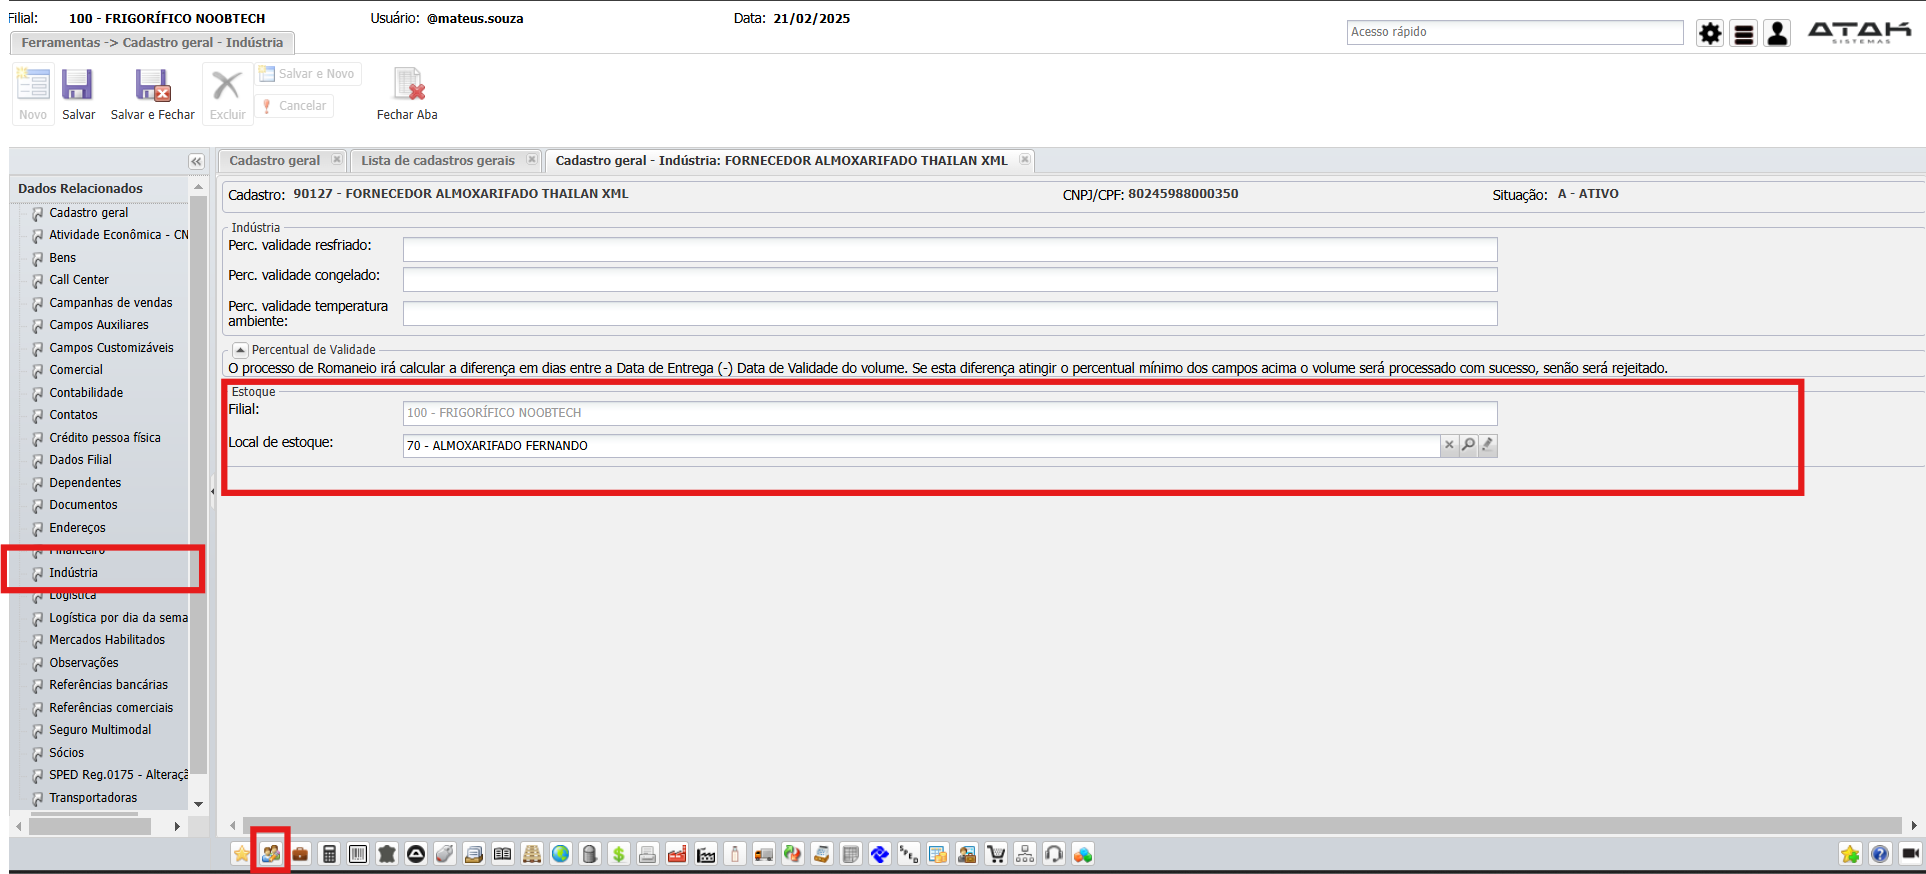 Filial: 100 - FRIGORÍFICO NOOBTECH Usuário: @mateus.souza Data: 21/02/2025
Ferramentas -> Cadastro geral - Indústria
Acesso rápido
ATAK
SISTEMAS
Novo
Salvar
Salvar e Fechar
Excluir
Salvar e Novo
Cancelar
Fechar Aba
Cadastro geral
Lista de cadastros gerais
Cadastro geral - Indústria: FORNECEDOR ALMOXARIFADO THAILAN XML
Dados Relacionados
Cadastro geral
Atividade Econômica - CN
Bens
Call Center
Campanhas de vendas
Campos Auxiliares
Campos Customizáveis
Comercial
Contabilidade
Contatos
Crédito pessoa física
Dados Filial
Dependentes
Documentos
Endereços
Financeiro
Indústria
Logística
Logística por dia da sema
Mercados Habilitados
Observações
Referências bancárias
Referências comerciais
Seguro Multimodal
Sócios
SPED Reg.0175 - Alteraçã
Transportadoras
Cadastro: 90127 - FORNECEDOR ALMOXARIFADO THAILAN XML CNPJ/CPF: 80245988000350 Situação: A - ATIVO
Indústria
Perc. validade resfriado:
Perc. validade congelado:
Perc. validade temperatura
ambiente:
Percentual de Validade
O processo de Romaneio irá calcular a diferença em dias entre a Data de Entrega (-) Data de Validade do volume. Se esta diferença atingir o percentual mínimo dos campos acima o volume será processado com sucesso, senão será rejeitado.
Estoque
Filial: 100 - FRIGORÍFICO NOOBTECH
Local de estoque: 70 - ALMOXARIFADO FERNANDO